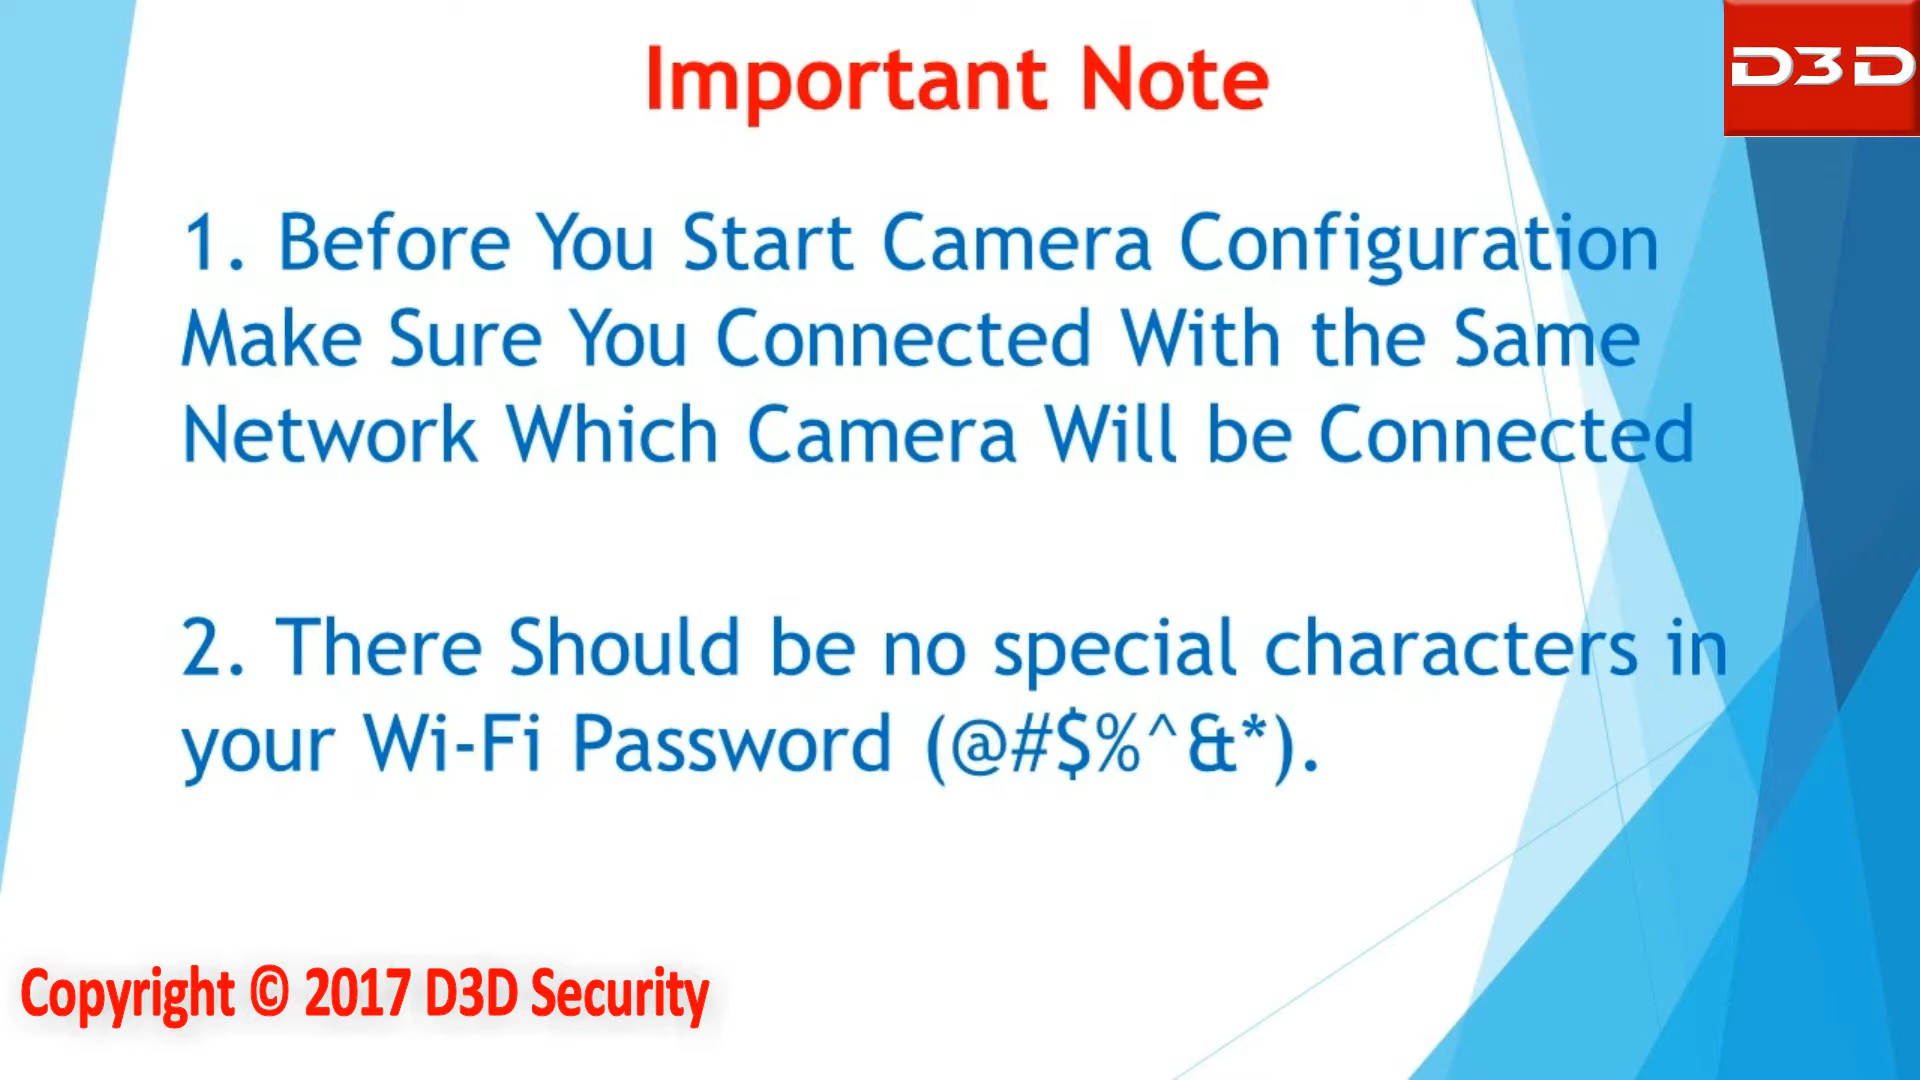 Important Note
D3D
1. Before You Start Camera Configuration
Make Sure You Connected With the Same
Network Which Camera Will be Connected
2. There Should be no special characters in
your Wi-Fi Password (@#$%^&*).
Copyright © 2017 D3D Security